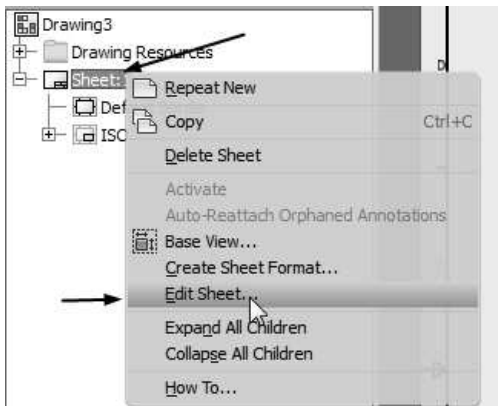 Drawing3
Drawing Resources
Sheet:
D
Repeat New
Def
Copy Ctrl+C
ISO
Delete Sheet
Activate
Auto-Reattach Orphaned Annotations
Base View...
Create Sheet Format...
Edit Sheet...
Expand All Children
Collapse All Children
How To...